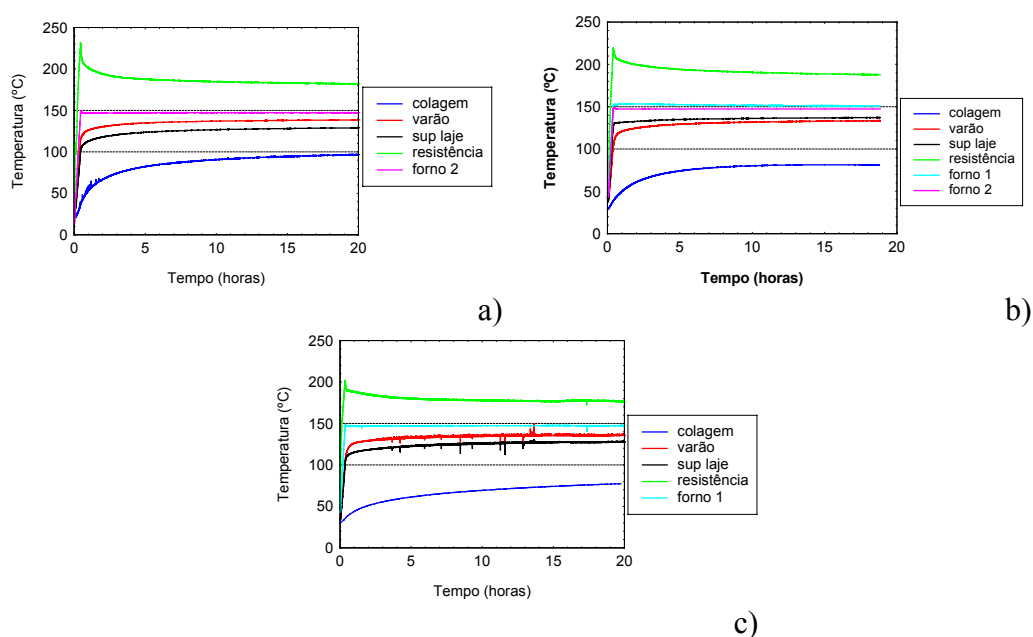 250
200
150
100
50
0
Temperatura (ºC)
0 5 10 15 20
Tempo (horas)
colagem
varão
sup laje
resistência
forno 2
a)
250
200
150
100
50
0
Temperatura (ºC)
0 5 10 15 20
Tempo (horas)
colagem
varão
sup laje
resistência
forno 1
forno 2
b)
250
200
150
100
50
0
Temperatura (ºC)
0 5 10 15 20
Tempo (horas)
colagem
varão
sup laje
resistência
forno 1
c)